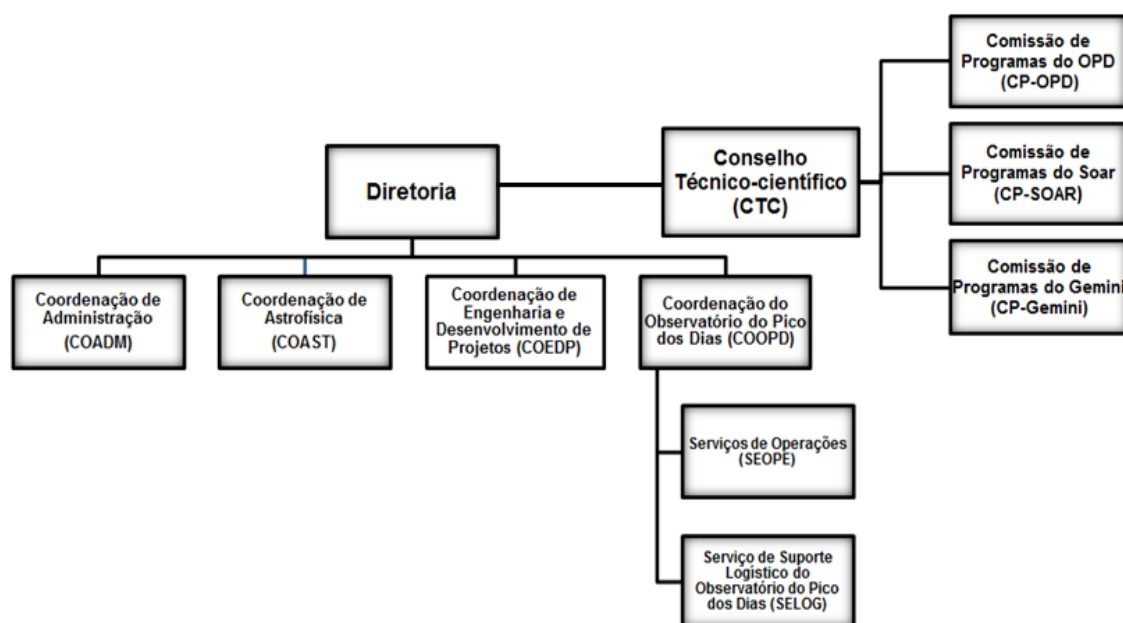 Comissão de
Programas do OPD
(CP-OPD)
Conselho
Técnico-científico
(CTC)
Comissão de
Programas do Soar
(CP-SOAR)
Diretoria
Comissão de
Programas do Gemini
(CP-Gemini)
Coordenação de
Administração
(COADM)
Coordenação de
Astrofísica
(COAST)
Coordenação de
Engenharia e
Desenvolvimento de
Projetos (COEDP)
Coordenação do
Observatório do Pico
dos Dias (COOPD)
Serviços de Operações
(SEOPE)
Serviço de Suporte
Logístico do
Observatório do Pico
dos Dias (SELOG)